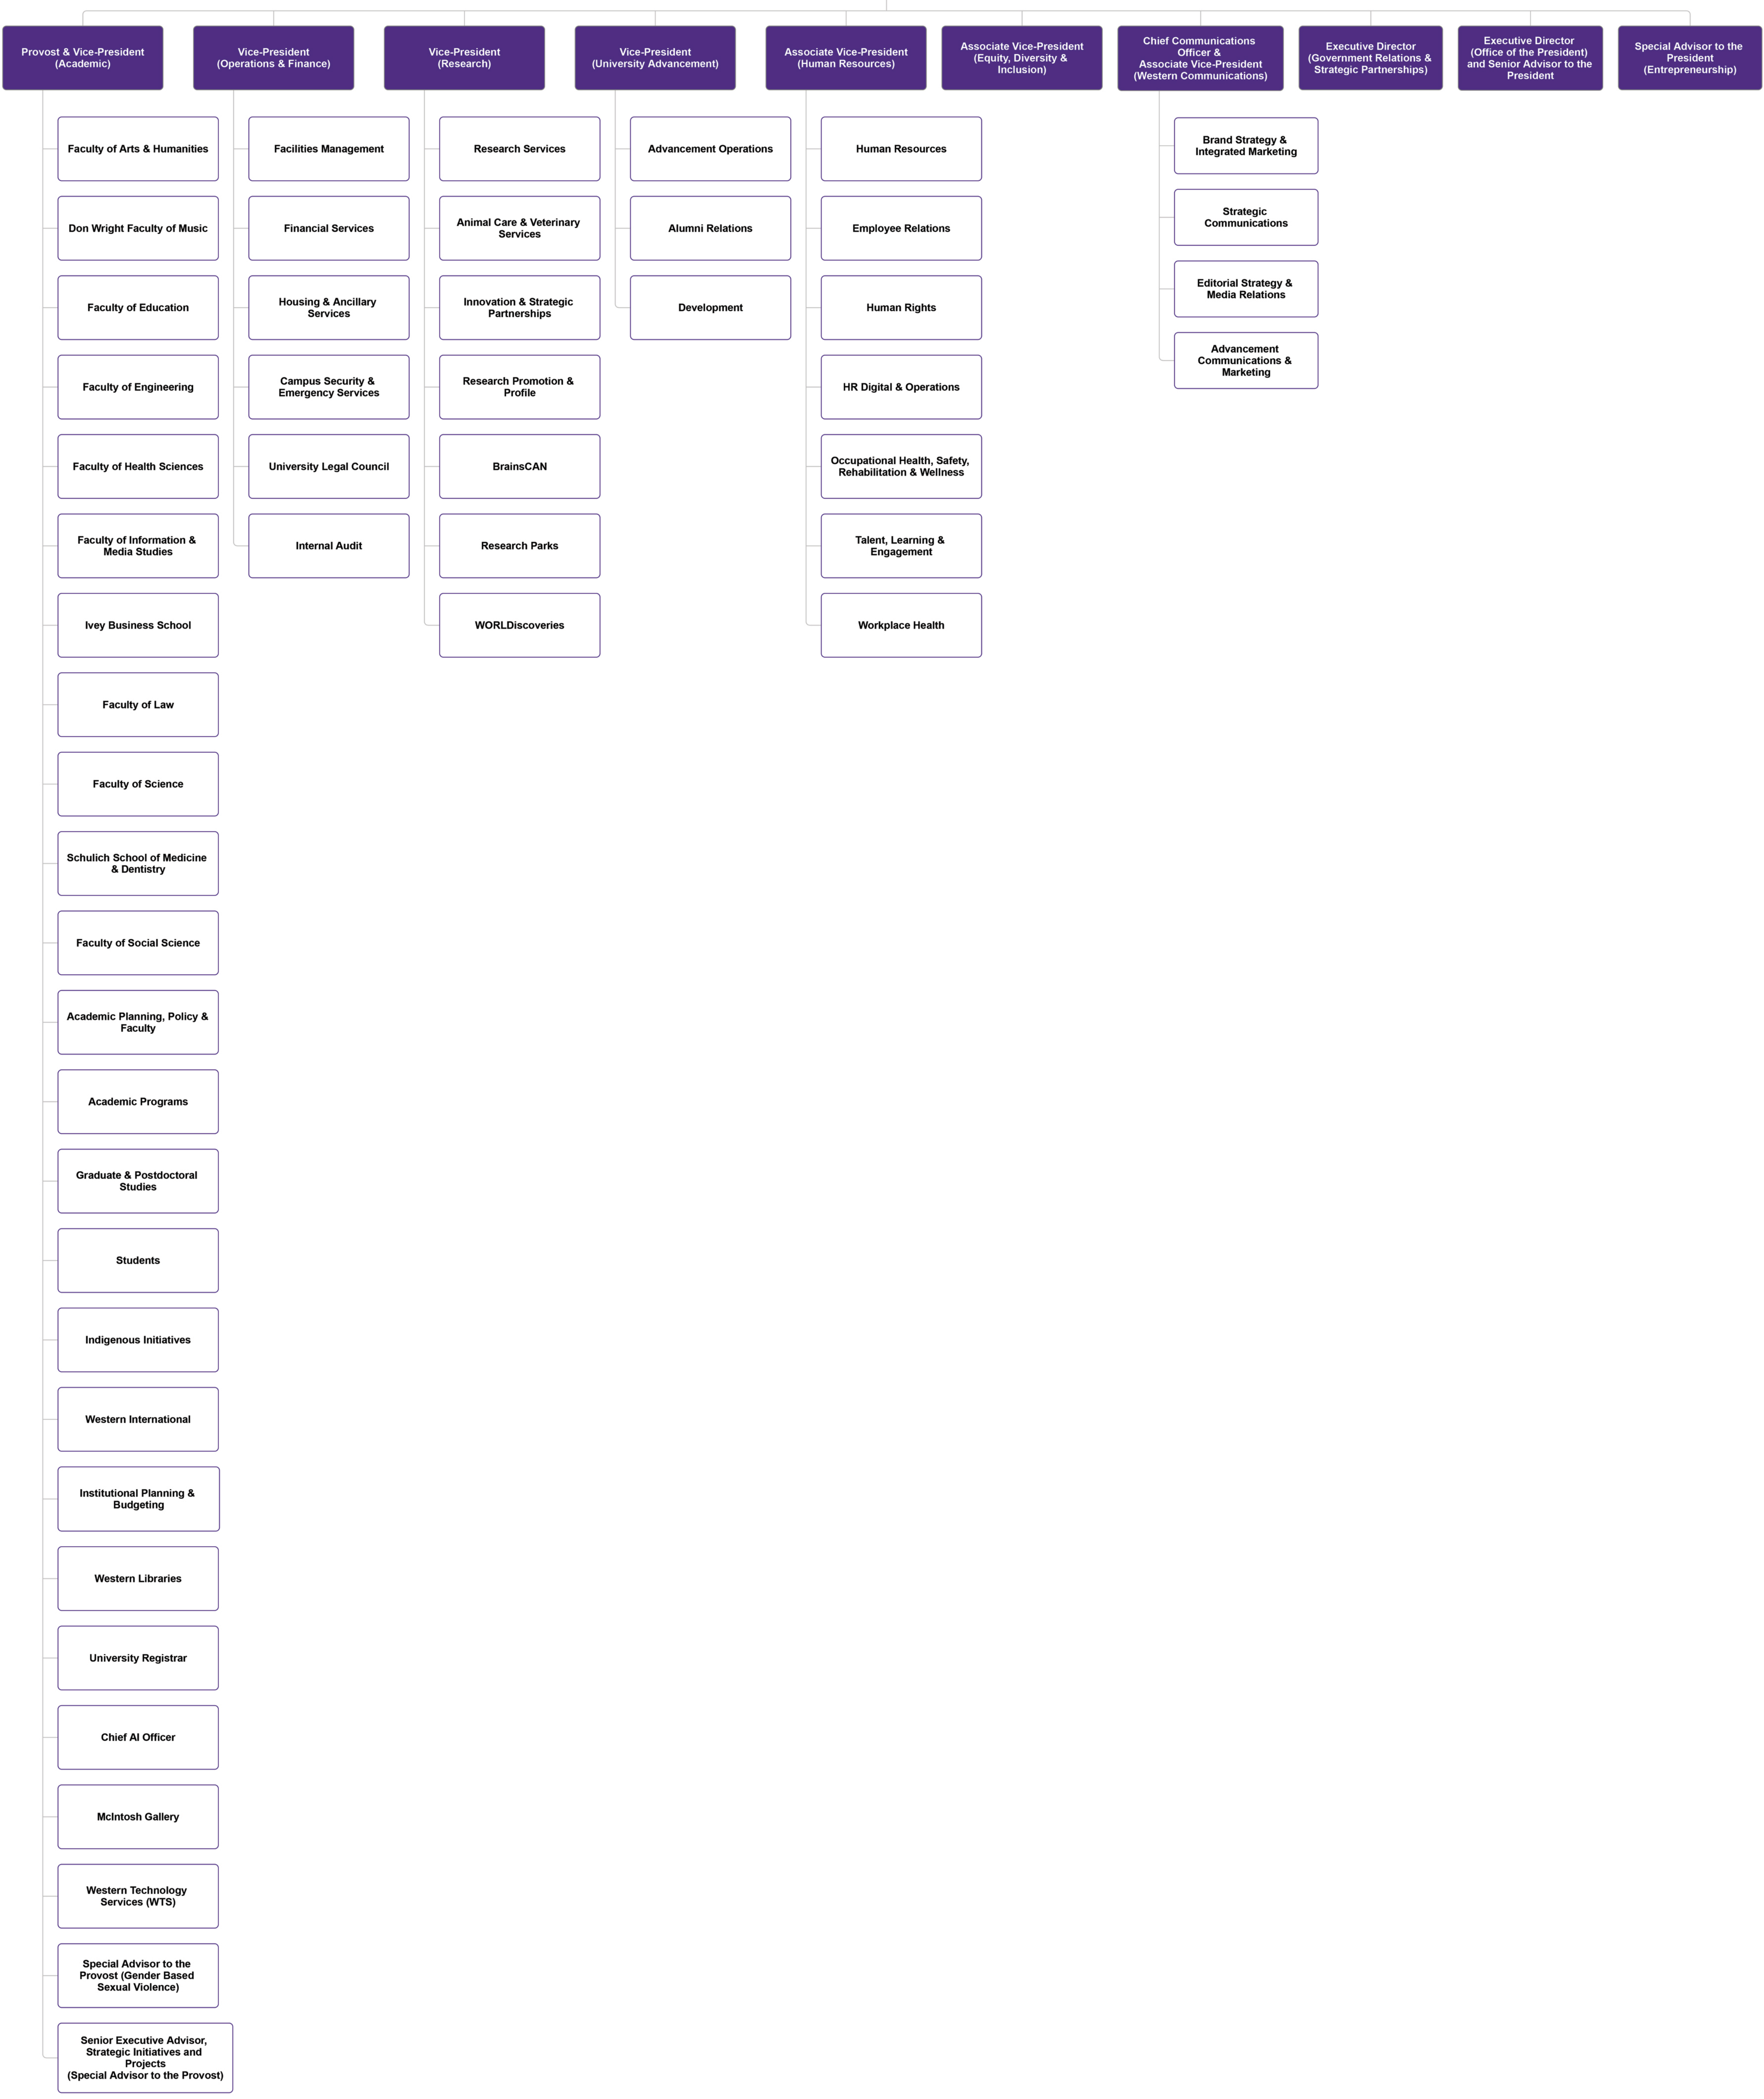 Provost & Vice-President
(Academic)
Vice-President
(Operations & Finance)
Vice-President
(Research)
Vice-President
(University Advancement)
Associate Vice-President
(Human Resources)
Associate Vice-President
(Equity, Diversity &
Inclusion)
Chief Communications
Officer &
Associate Vice-President
(Western Communications)
Executive Director
(Government Relations &
Strategic Partnerships)
Executive Director
(Office of the President)
and Senior Advisor to the
President
Special Advisor to the
President
(Entrepreneurship)
Faculty of Arts & Humanities
Don Wright Faculty of Music
Faculty of Education
Faculty of Engineering
Faculty of Health Sciences
Faculty of Information &
Media Studies
Ivey Business School
Faculty of Law
Faculty of Science
Schulich School of Medicine
& Dentistry
Faculty of Social Science
Academic Planning, Policy &
Faculty
Academic Programs
Graduate & Postdoctoral
Studies
Students
Indigenous Initiatives
Western International
Institutional Planning &
Budgeting
Western Libraries
University Registrar
Chief AI Officer
McIntosh Gallery
Western Technology
Services (WTS)
Special Advisor to the
Provost (Gender Based
Sexual Violence)
Senior Executive Advisor,
Strategic Initiatives and
Projects
(Special Advisor to the Provost)
Facilities Management
Financial Services
Housing & Ancillary
Services
Campus Security &
Emergency Services
University Legal Council
Internal Audit
Research Services
Animal Care & Veterinary
Services
Innovation & Strategic
Partnerships
Research Promotion &
Profile
BrainsCAN
Research Parks
WORLDiscoveries
Advancement Operations
Alumni Relations
Development
Human Resources
Employee Relations
Human Rights
HR Digital & Operations
Occupational Health, Safety,
Rehabilitation & Wellness
Talent, Learning &
Engagement
Workplace Health
Brand Strategy &
Integrated Marketing
Strategic
Communications
Editorial Strategy &
Media Relations
Advancement
Communications &
Marketing